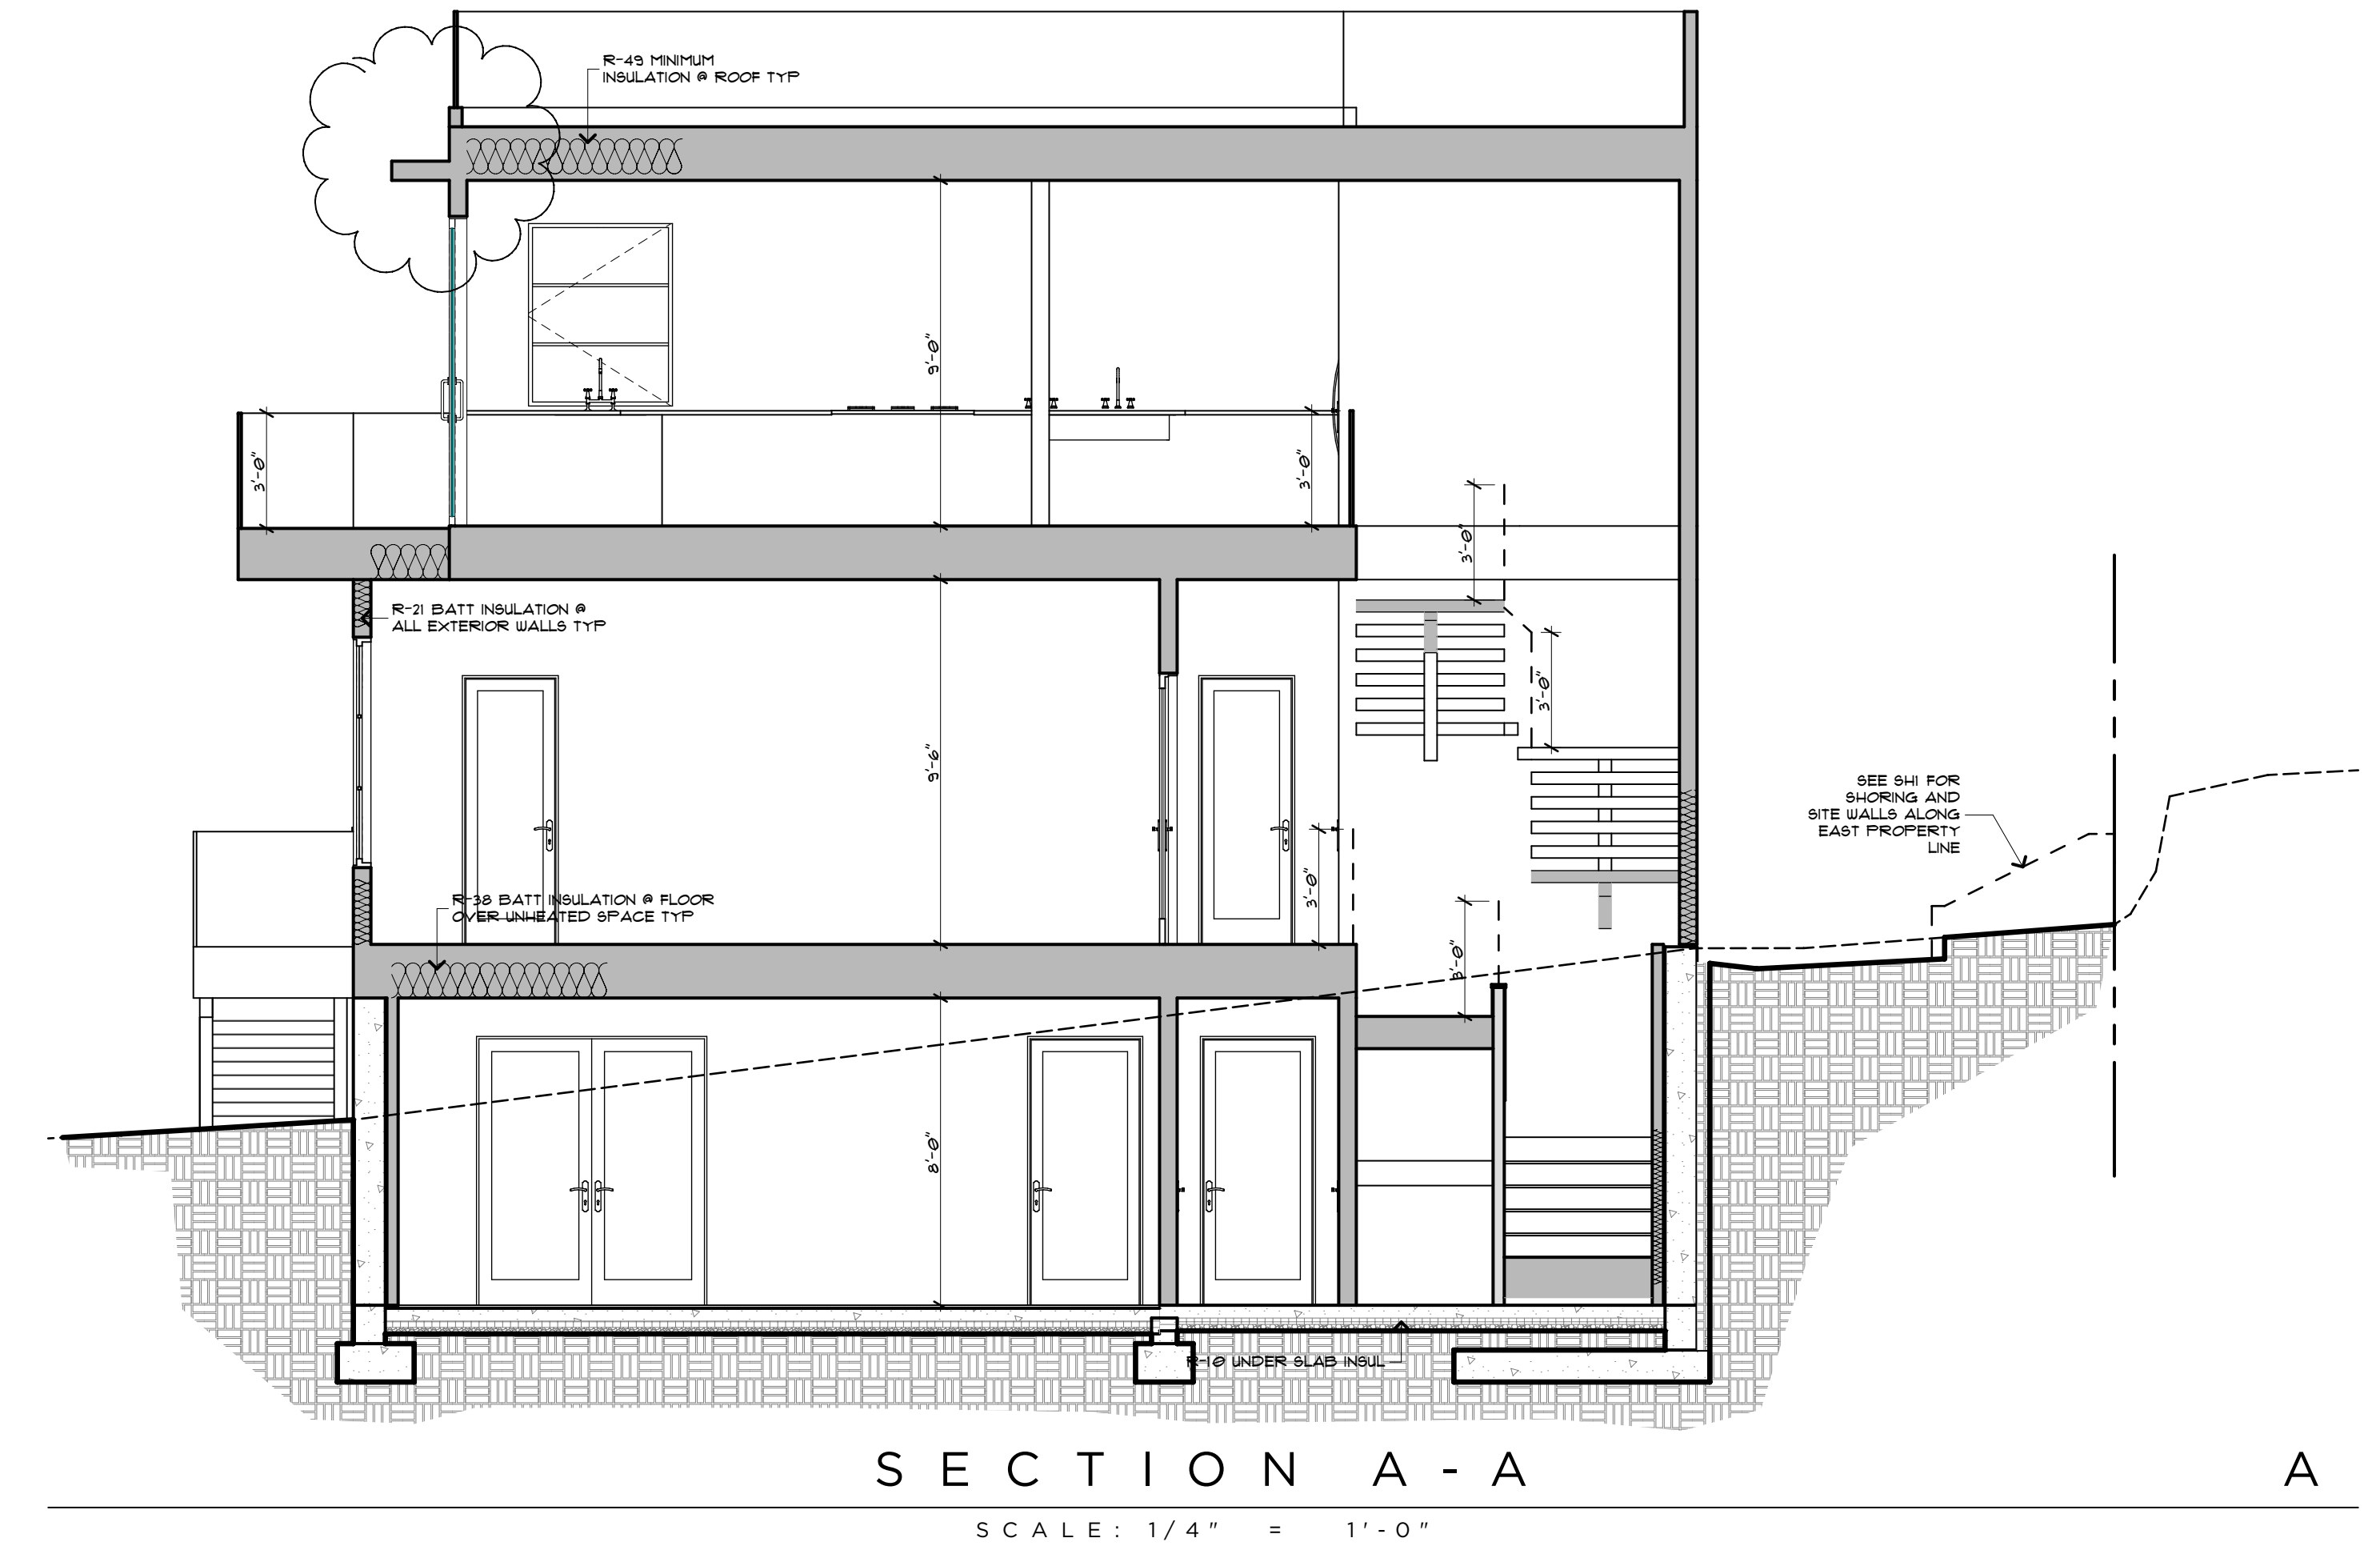 R-49 MINIMUM
INSULATION @ ROOF TYP
9'-0"
3'-0"
3'-0"
3'-0"
R-21 BATT INSULATION @
ALL EXTERIOR WALLS TYP
3'-0"
9'-6"
SEE SH1 FOR
SHORING AND
SITE WALLS ALONG
EAST PROPERTY
LINE
R-38 BATT INSULATION @ FLOOR
OVER UNHEATED SPACE TYP
3'-0"
3'-0"
8'-0"
R-10 UNDER SLAB INSUL
SECTION A-A
A
SCALE: 1/4" = 1'-0"